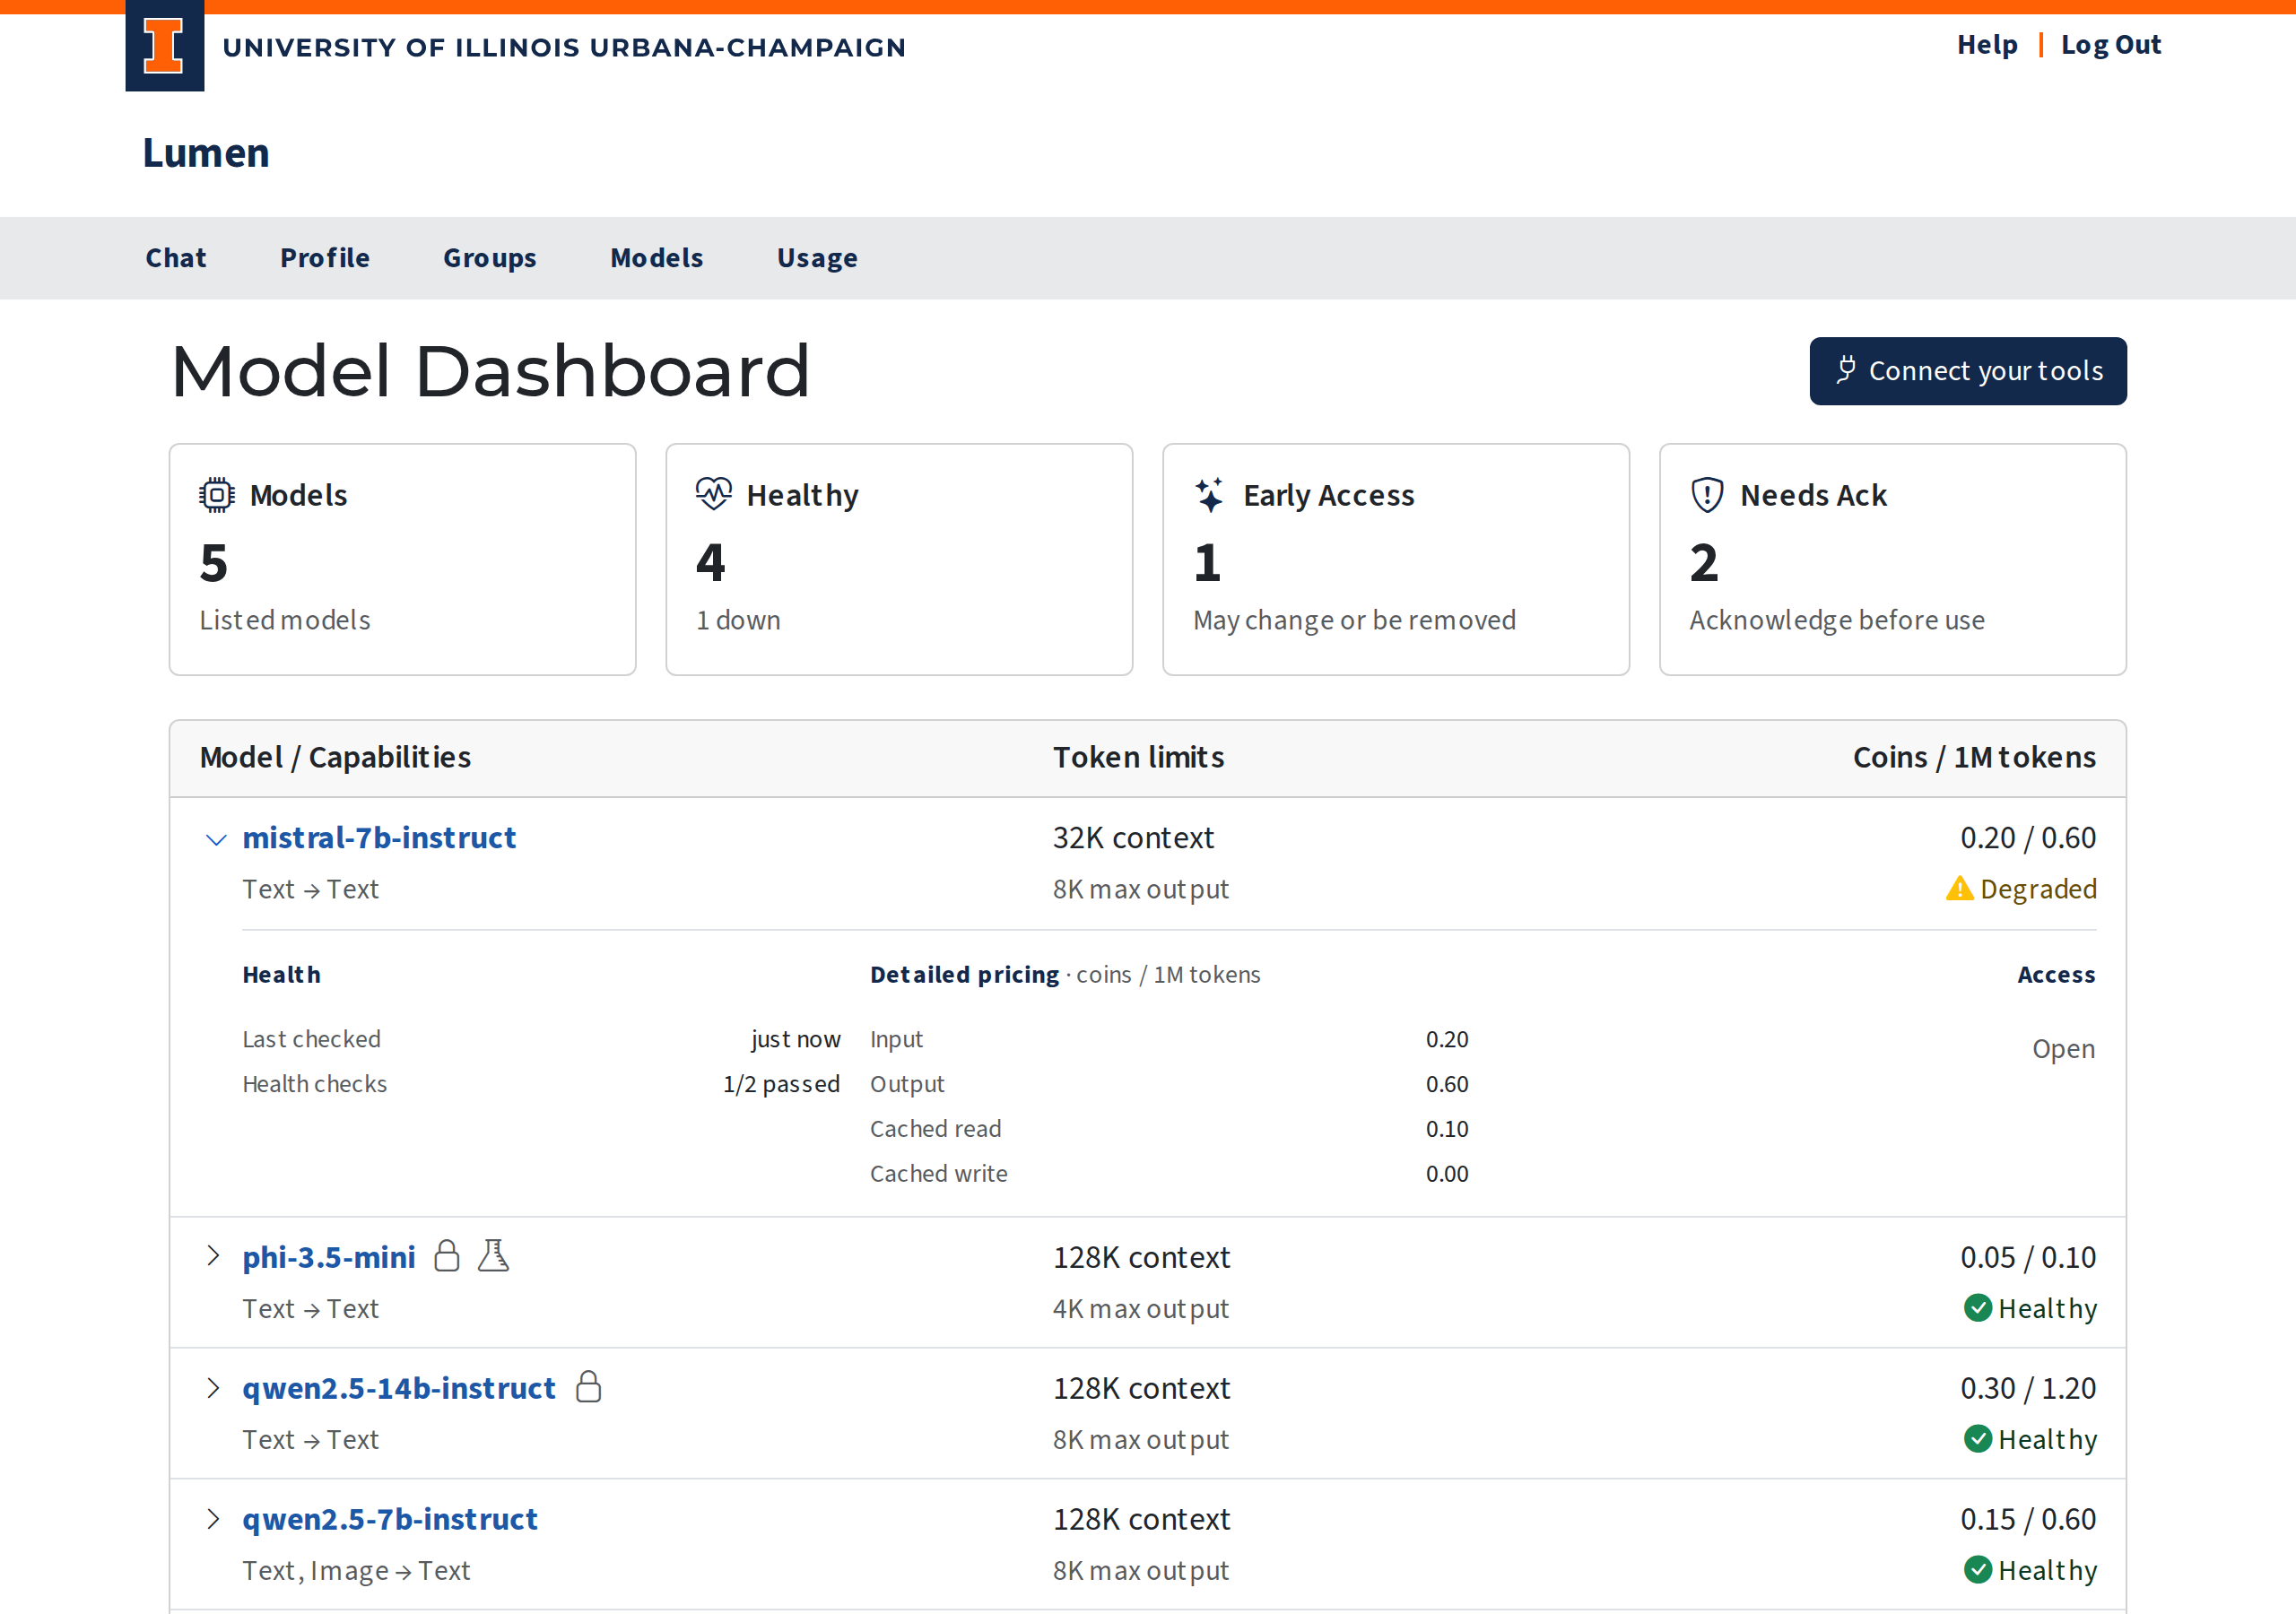 UNIVERSITY OF ILLINOIS URBANA-CHAMPAIGN
Help | Log Out
Lumen
Chat Profile Groups Models Usage
Model Dashboard
Connect your tools
Models
5
Listed models
Healthy
4
1 down
Early Access
1
May change or be removed
Needs Ack
2
Acknowledge before use
Model / Capabilities Token limits Coins / 1M tokens
mistral-7b-instruct 32K context 0.20 / 0.60
Text → Text 8K max output Degraded
Health Detailed pricing · coins / 1M tokens Access
Last checked just now Input 0.20 Open
Health checks 1/2 passed Output 0.60
Cached read 0.10
Cached write 0.00
phi-3.5-mini 128K context 0.05 / 0.10
Text → Text 4K max output Healthy
qwen2.5-14b-instruct 128K context 0.30 / 1.20
Text → Text 8K max output Healthy
qwen2.5-7b-instruct 128K context 0.15 / 0.60
Text, Image → Text 8K max output Healthy